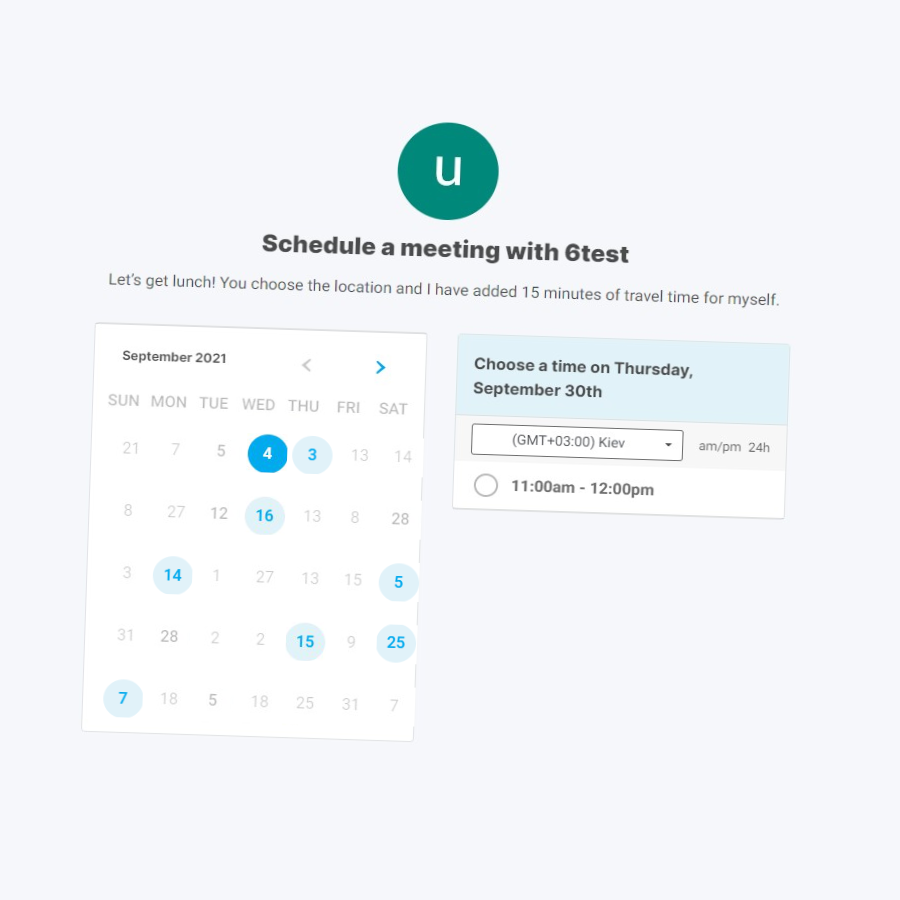 u
Schedule a meeting with 6test
Let's get lunch! You choose the location and I have added 15 minutes of travel time for myself.
September 2021
SUN MON TUE WED THU FRI SAT
21 7 5 4 3 13 14
8 27 12 16 13 8 28
3 14 1 27 13 15 5
31 28 2 2 15 9 25
7 18 5 18 25 31 7
Choose a time on Thursday,
September 30th
(GMT+03:00) Kiev am/pm 24h
11:00am - 12:00pm